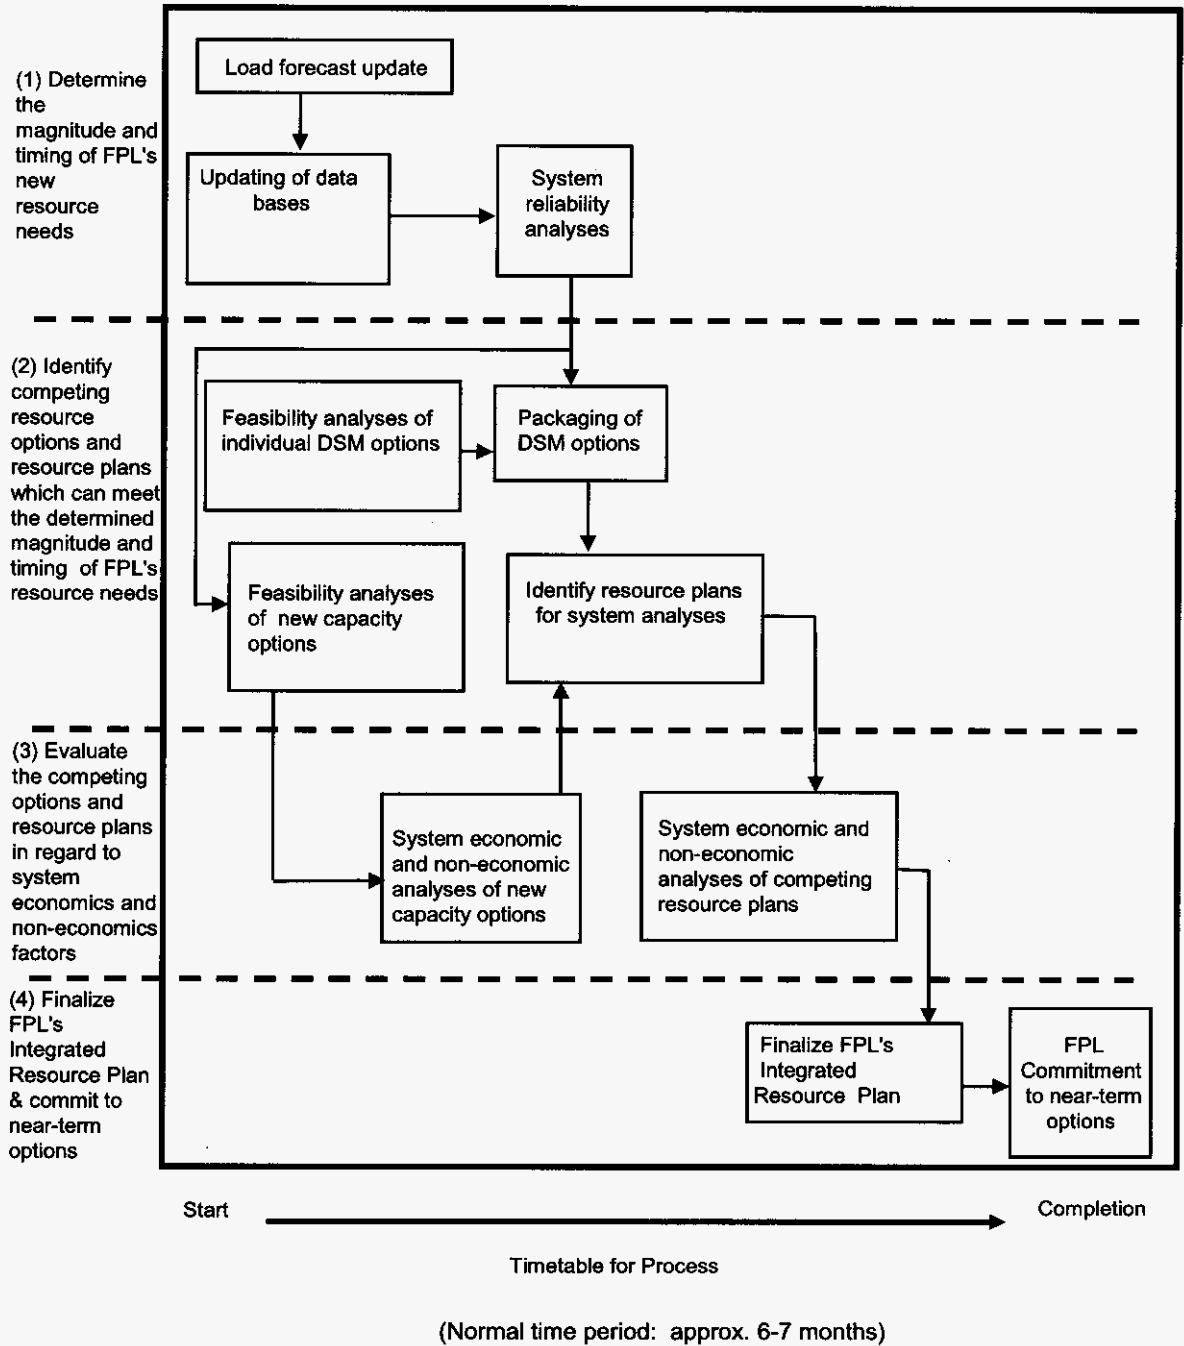 (1) Determine
the
magnitude and
timing of FPL's
new
resource
needs
Load forecast update
Updating of data
bases
System
reliability
analyses
(2) Identify
competing
resource
options and
resource plans
which can meet
the determined
magnitude and
timing of FPL's
resource needs
Feasibility analyses of
individual DSM options
Packaging of
DSM options
Feasibility analyses
of new capacity
options
Identify resource plans
for system analyses
(3) Evaluate
the competing
options and
resource plans
in regard to
system
economics and
non-economics
factors
System economic
and non-economic
analyses of new
capacity options
System economic and
non-economic
analyses of competing
resource plans
(4) Finalize
FPL's
Integrated
Resource Plan
& commit to
near-term
options
Finalize FPL's
Integrated
Resource Plan
FPL
Commitment
to near-term
options
Start
Completion
Timetable for Process
(Normal time period: approx. 6-7 months)